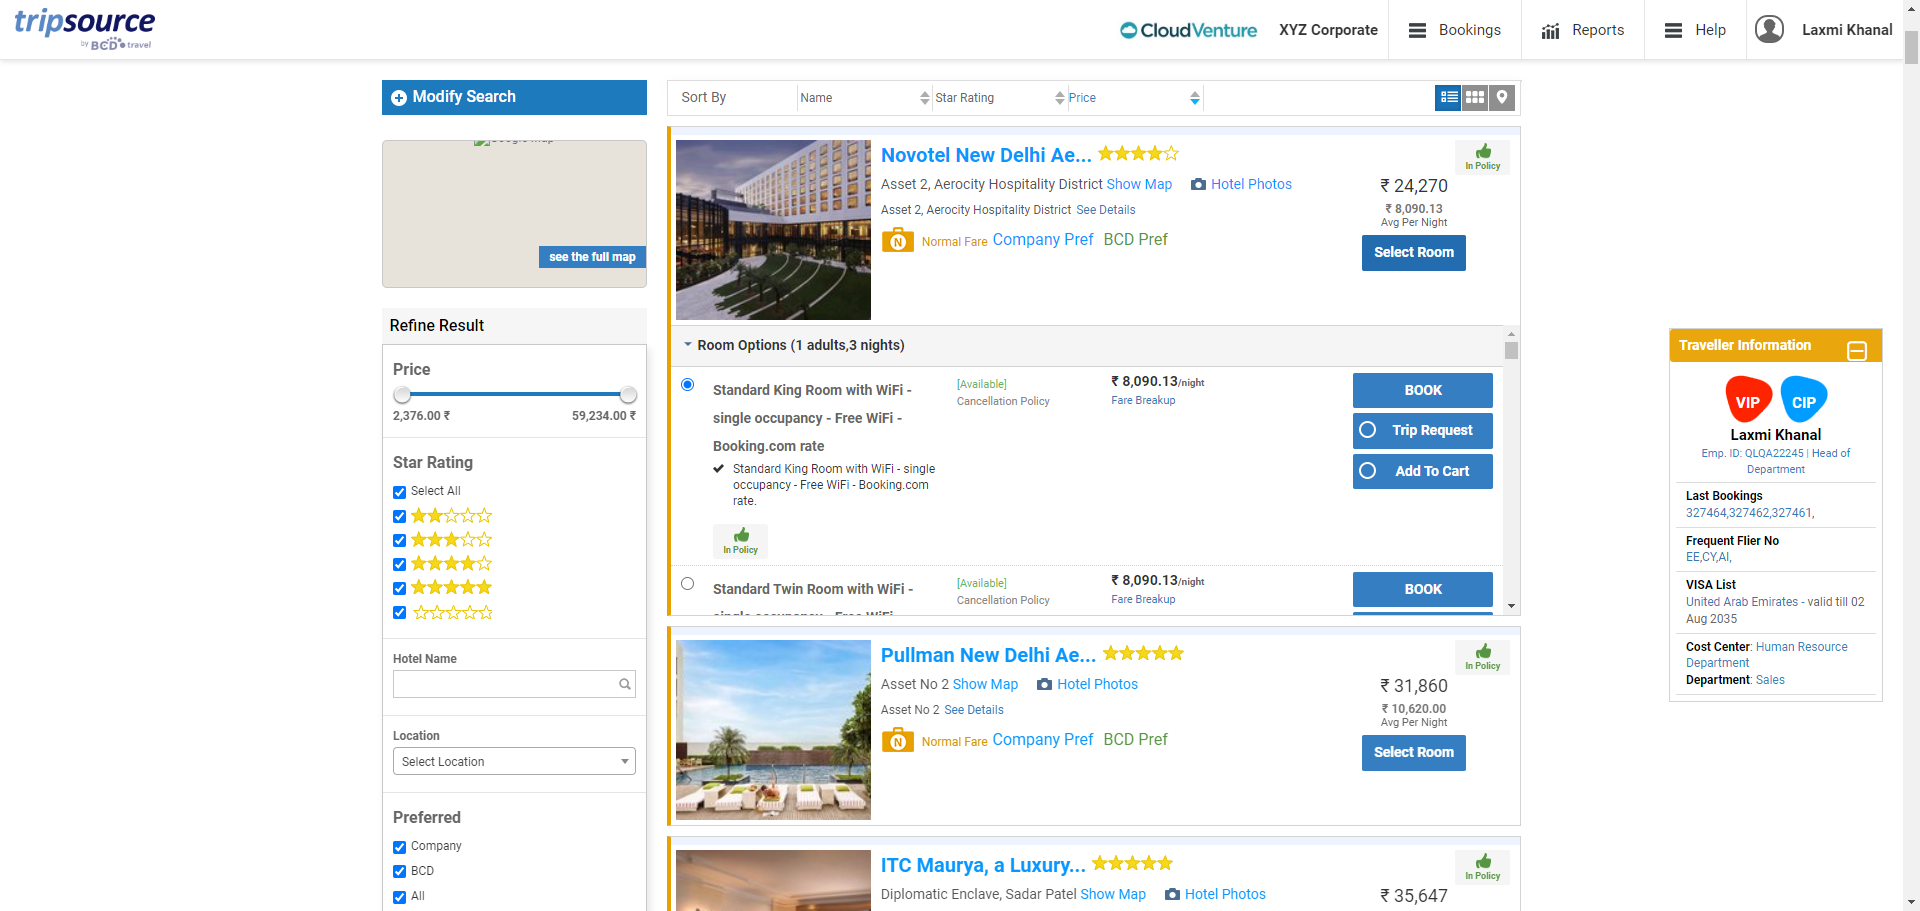 tripsource
by BCD travel
CloudVenture
XYZ Corporate
Bookings
Reports
Help
Laxmi Khanal
Modify Search
see the full map
Refine Result
Price
2,376.00 ₹ 59,234.00 ₹
Star Rating
Select All
Hotel Name
Location
Select Location
Preferred
Company
BCD
All
Sort By Name Star Rating Price
Novotel New Delhi Ae...
In Policy
Asset 2, Aerocity Hospitality District Show Map Hotel Photos
₹ 24,270
Asset 2, Aerocity Hospitality District See Details
₹ 8,090.13
Avg Per Night
N Normal Fare Company Pref BCD Pref
Select Room
Room Options (1 adults,3 nights)
Standard King Room with WiFi -
single occupancy - Free WiFi -
Booking.com rate
Standard King Room with WiFi - single
occupancy - Free WiFi - Booking.com
rate.
In Policy
[Available]
Cancellation Policy
₹ 8,090.13/night
Fare Breakup
BOOK
Trip Request
Add To Cart
Standard Twin Room with WiFi -
single occupancy - Free WiFi -
[Available]
Cancellation Policy
₹ 8,090.13/night
Fare Breakup
BOOK
Pullman New Delhi Ae...
In Policy
Asset No 2 Show Map Hotel Photos
₹ 31,860
Asset No 2 See Details
₹ 10,620.00
Avg Per Night
N Normal Fare Company Pref BCD Pref
Select Room
ITC Maurya, a Luxury...
In Policy
Diplomatic Enclave, Sadar Patel Show Map Hotel Photos
₹ 35,647
Traveller Information
VIP CIP
Laxmi Khanal
Emp. ID: QLQA22245 | Head of
Department
Last Bookings
327464,327462,327461,
Frequent Flier No
EE,CY,AI,
VISA List
United Arab Emirates - valid till 02
Aug 2035
Cost Center: Human Resource
Department
Department: Sales